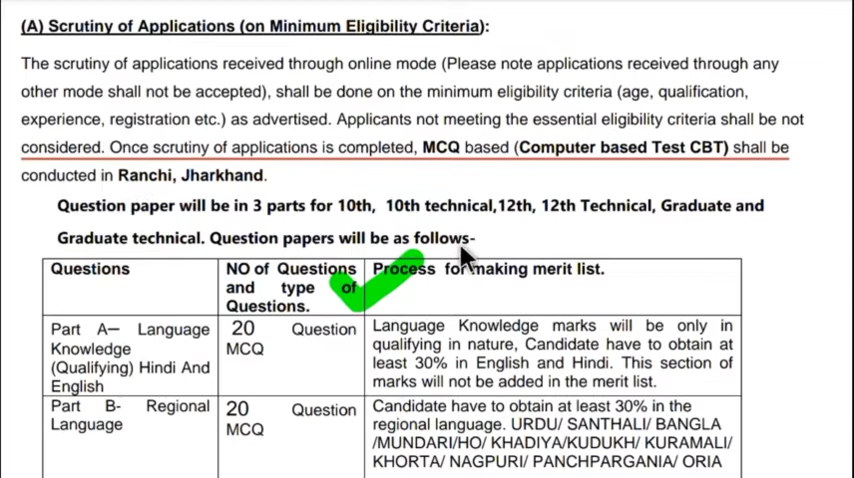 (A) Scrutiny of Applications (on Minimum Eligibility Criteria):
The scrutiny of applications received through online mode (Please note applications received through any
other mode shall not be accepted), shall be done on the minimum eligibility criteria (age, qualification,
experience, registration etc.) as advertised. Applicants not meeting the essential eligibility criteria shall be not
considered. Once scrutiny of applications is completed, MCQ based (Computer based Test CBT) shall be
conducted in Ranchi, Jharkhand.
Question paper will be in 3 parts for 10th, 10th technical,12th, 12th Technical, Graduate and
Graduate technical. Question papers will be as follows-
Questions
NO of Questions
and type of
Questions.
Process for making merit list.
Part A– Language
Knowledge
(Qualifying) Hindi And
English
20 Question
MCQ
Language Knowledge marks will be only in
qualifying in nature, Candidate have to obtain at
least 30% in English and Hindi. This section of
marks will not be added in the merit list.
Part B- Regional
Language
20 Question
MCQ
Candidate have to obtain at least 30% in the
regional language. URDU/ SANTHALI/ BANGLA
/MUNDARI/HO/ KHADIYA/KUDUKH/ KURAMALI/
KHORTA/ NAGPURI/ PANCHPARGANIA/ ORIA